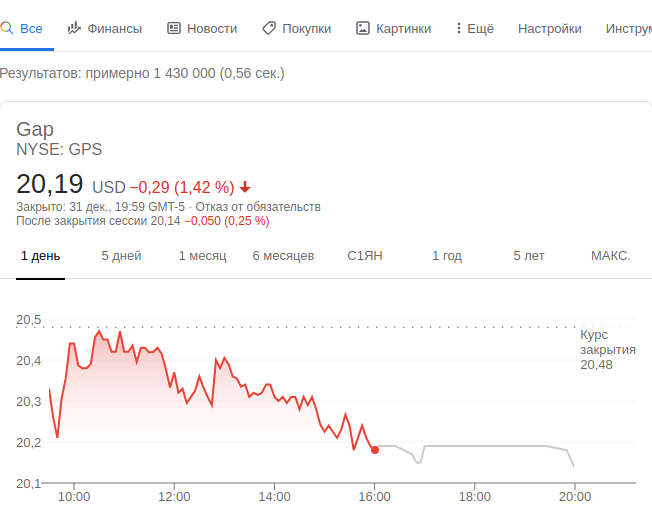 Все Финансы Новости Покупки Картинки Ещё Настройки Инструм
Результатов: примерно 1 430 000 (0,56 сек.)
Gap
NYSE: GPS
20,19 USD −0,29 (1,42 %)
Закрыто: 31 дек., 19:59 GMT-5 · Отказ от обязательств
После закрытия сессии 20,14 −0,050 (0,25 %)
1 день 5 дней 1 месяц 6 месяцев С1ЯН 1 год 5 лет МАКС.
20,5
Курс
закрытия
20,48
20,4
20,3
20,2
20,1
10:00 12:00 14:00 16:00 18:00 20:00